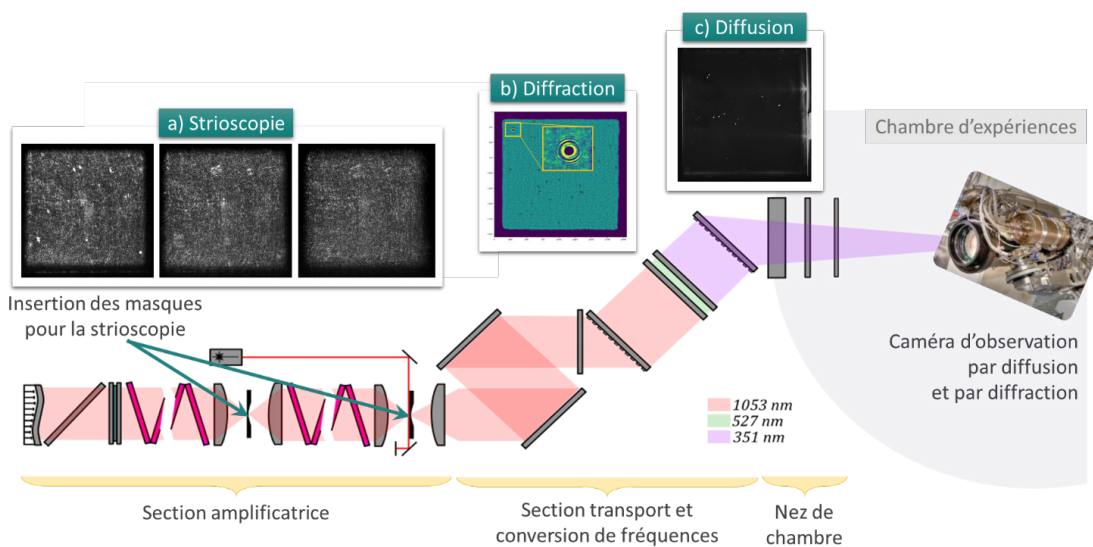 c) Diffusion
b) Diffraction
a) Strioscopie
Chambre d'expériences
Insertion des masques
pour la strioscopie
Caméra d'observation
par diffusion
et par diffraction
1053 nm
527 nm
351 nm
Section amplificatrice
Section transport et
conversion de fréquences
Nez de
chambre